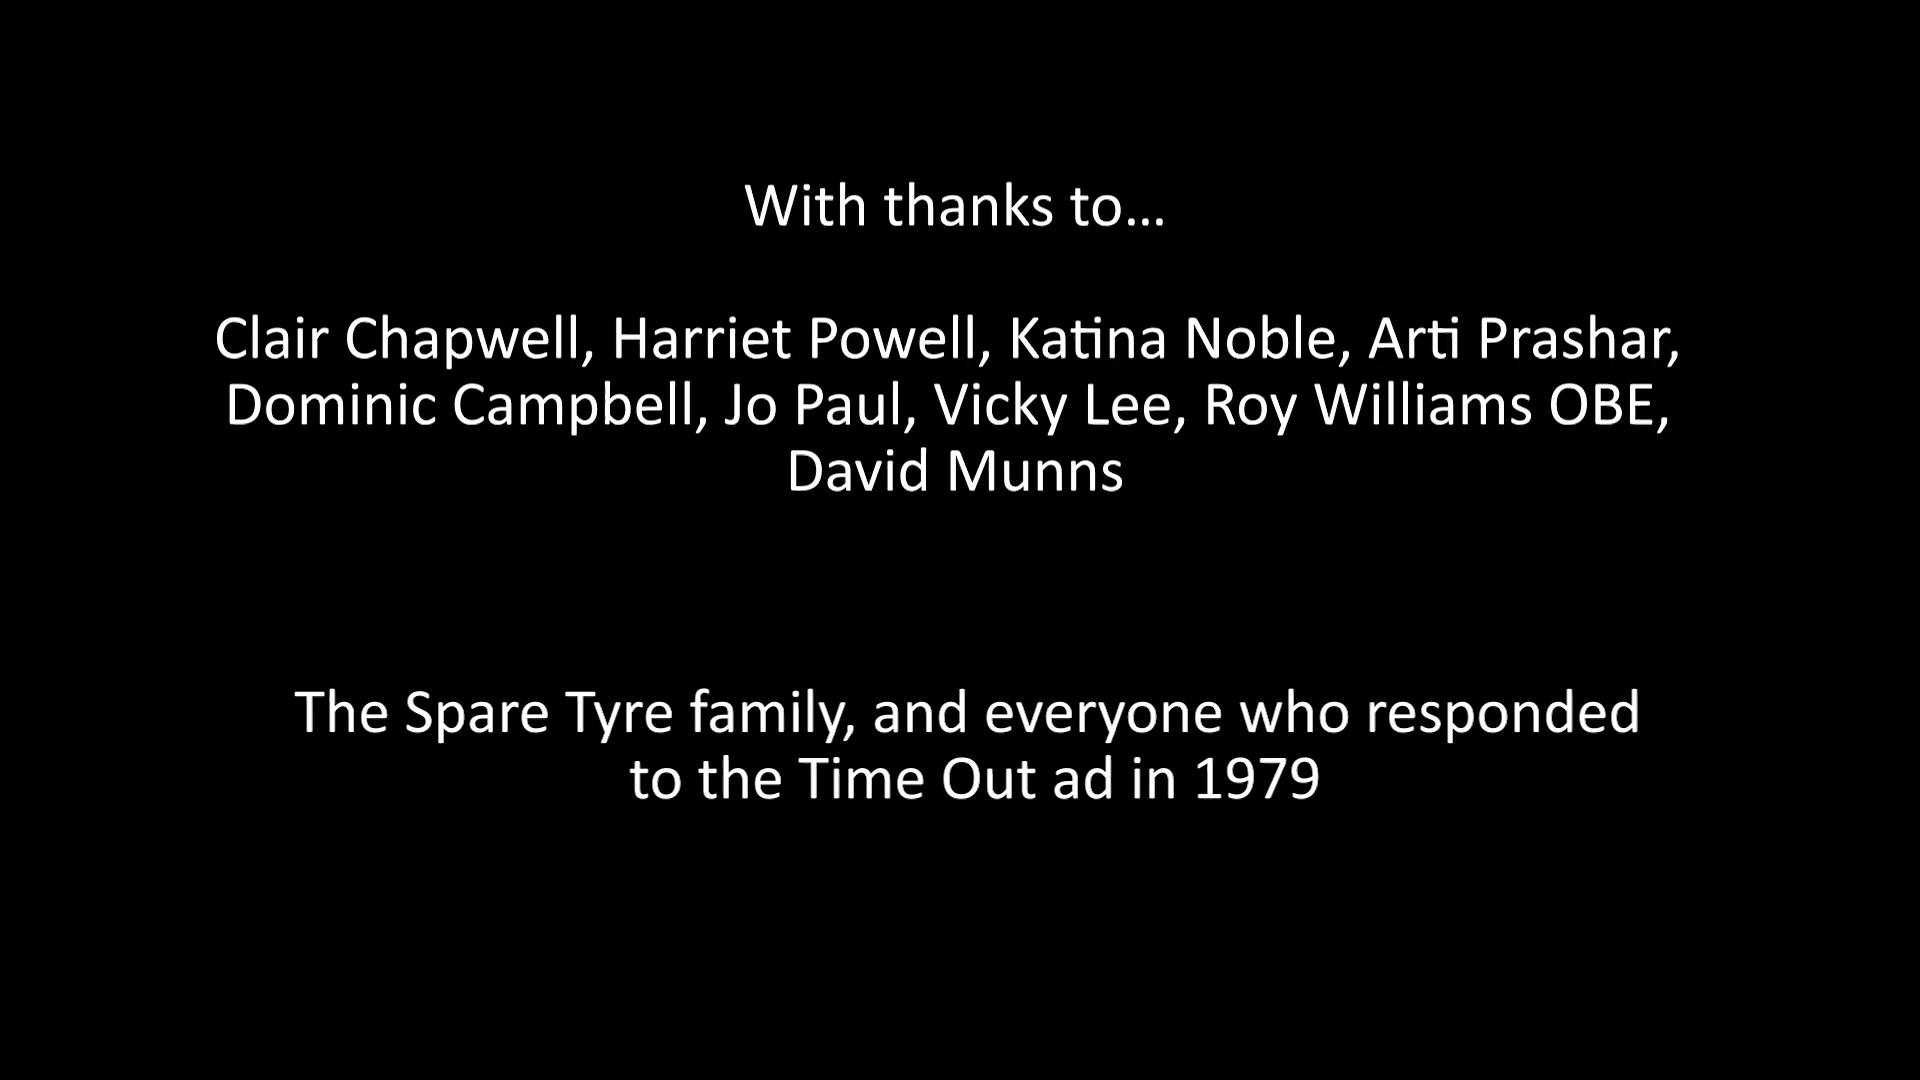 With thanks to...
Clair Chapwell, Harriet Powell, Katina Noble, Arti Prashar,
Dominic Campbell, Jo Paul, Vicky Lee, Roy Williams OBE,
David Munns
The Spare Tyre family, and everyone who responded
to the Time Out ad in 1979